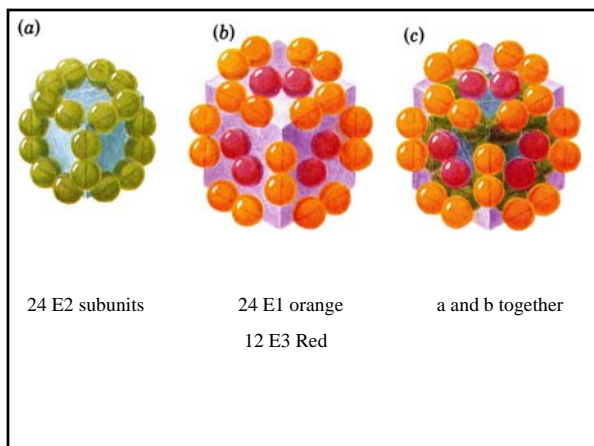 (a)
(b)
(c)
24 E2 subunits
24 E1 orange
12 E3 Red
a and b together